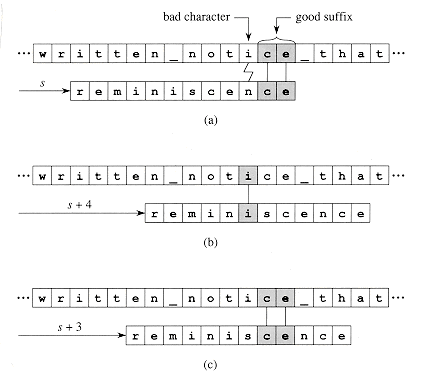 bad character good suffix
··· w r i t t e n _ n o t i c e _ t h a t ···
s r e m i n i s c e n c e
(a)
··· w r i t t e n _ n o t i c e _ t h a t ···
s + 4 r e m i n i s c e n c e
(b)
··· w r i t t e n _ n o t i c e _ t h a t ···
s + 3 r e m i n i s c e n c e
(c)